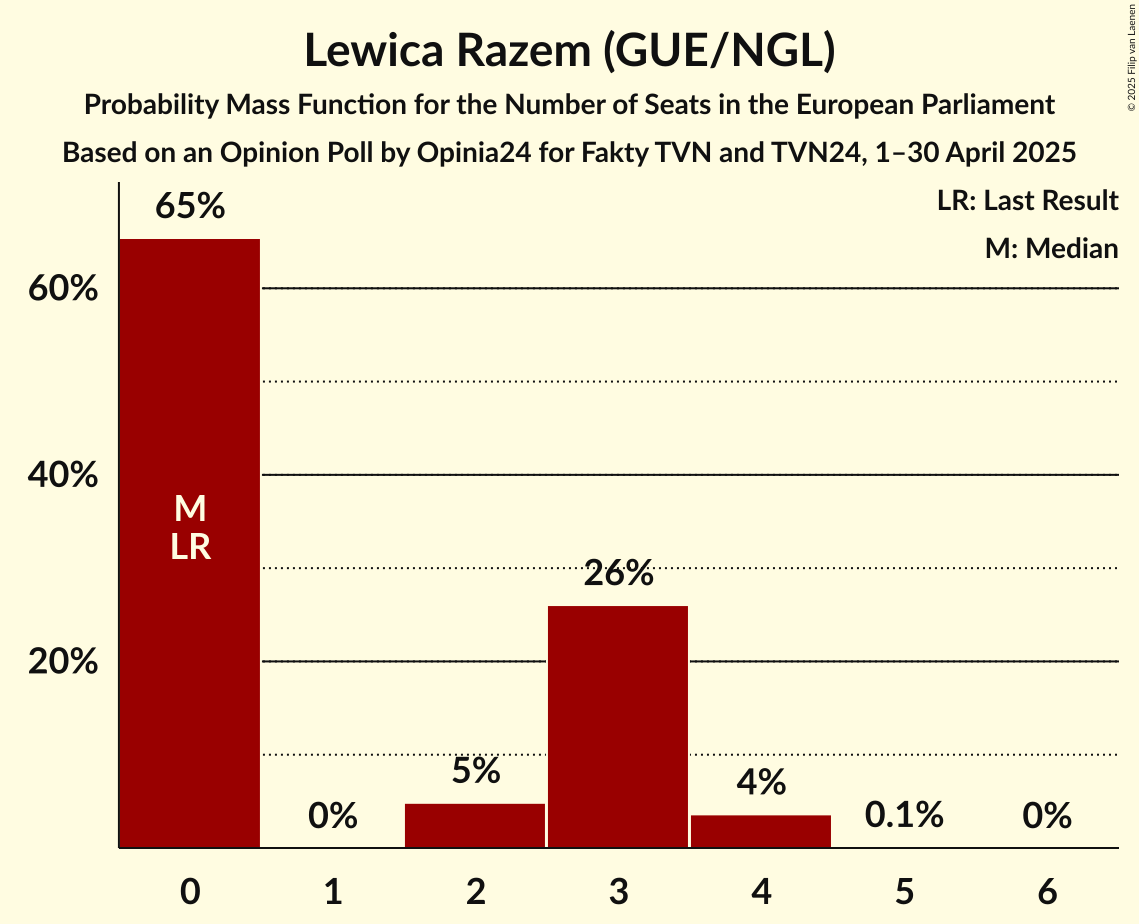 Lewica Razem (GUE/NGL)
Probability Mass Function for the Number of Seats in the European Parliament
Based on an Opinion Poll by Opinia24 for Fakty TVN and TVN24, 1–30 April 2025
© 2025 Filip van Laenen
LR: Last Result
M: Median
65%
60%
40%
20%
M
LR
0%
5%
26%
4%
0.1%
0%
0 1 2 3 4 5 6